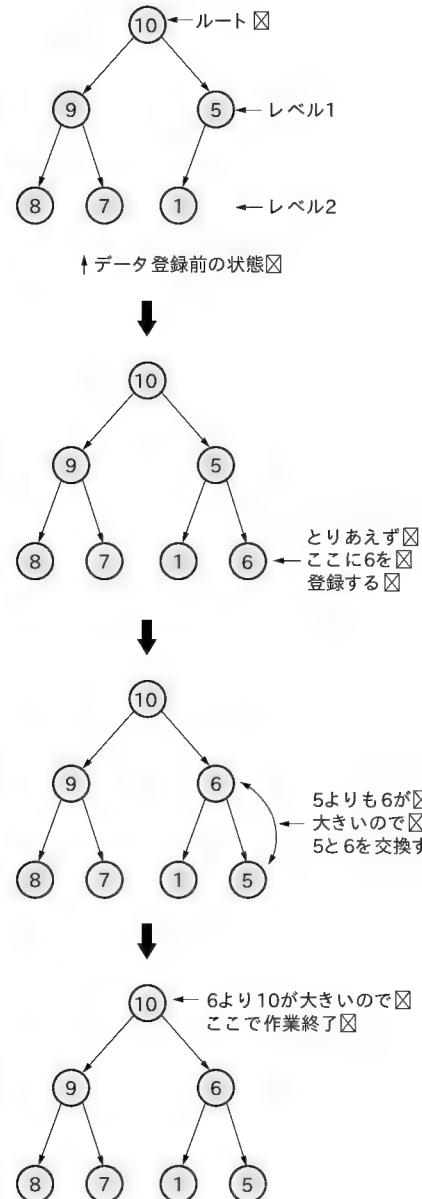 10 ←ルート
9 5 ←レベル1
8 7 1 ←レベル2
↑データ登録前の状態
10
9 5
8 7 1 6
とりあえず
←ここに6を
登録する
10
9 6
8 7 1 5
5よりも6が
←大きいので
5と6を交換す
10 ←6より10が大きいので
ここで作業終了
9 6
8 7 1 5